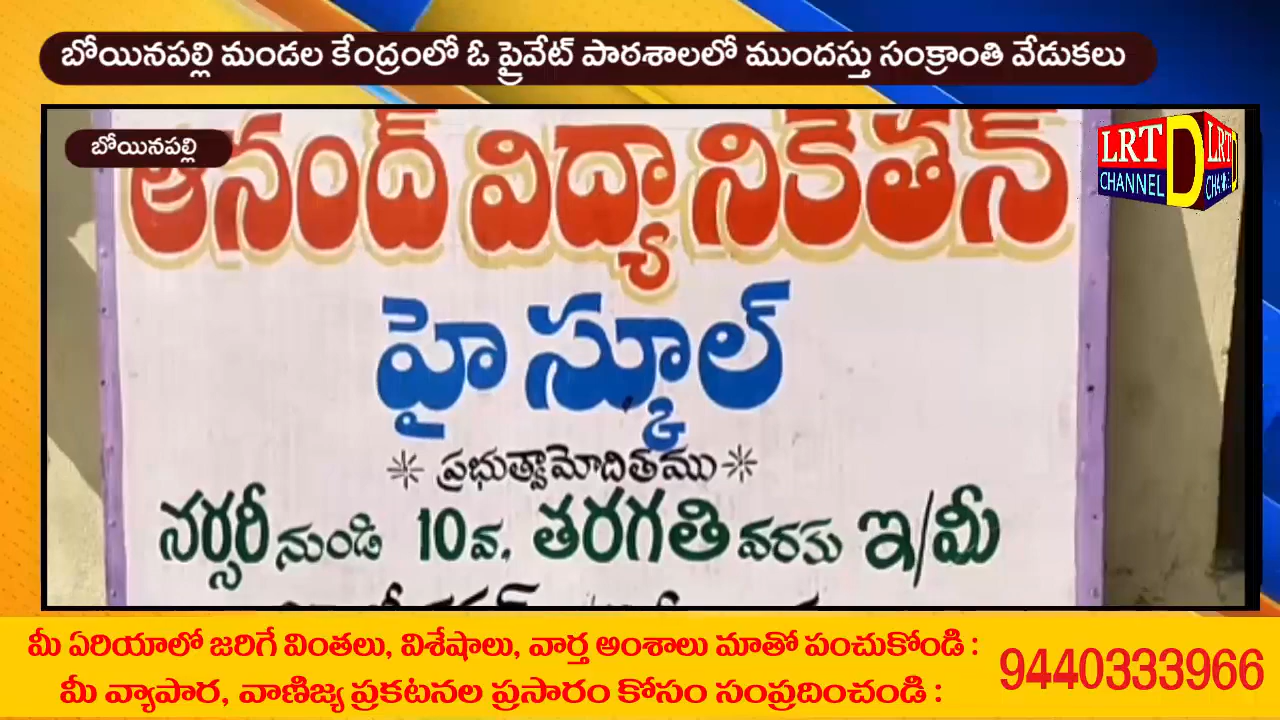 బోయినపల్లి మండల కేంద్రంలో ఓ ప్రైవేట్ పాఠశాలలో ముందస్తు సంక్రాంతి వేడుకలు
బోయినపల్లి
LRT D LRT D
CHANNEL
ఆనంద్ విద్యా నికేతన్
హై స్కూల్
ప్రభుత్వామోదితము
నర్సరీ నుండి 10వ. తరగతి వరకు ఇ/మీ
మీ ఏరియాలో జరిగే వింతలు, విశేషాలు, వార్త అంశాలు మాతో పంచుకోండి :
మీ వ్యాపార, వాణిజ్య ప్రకటనల ప్రసారం కోసం సంప్రదించండి :
9440333966